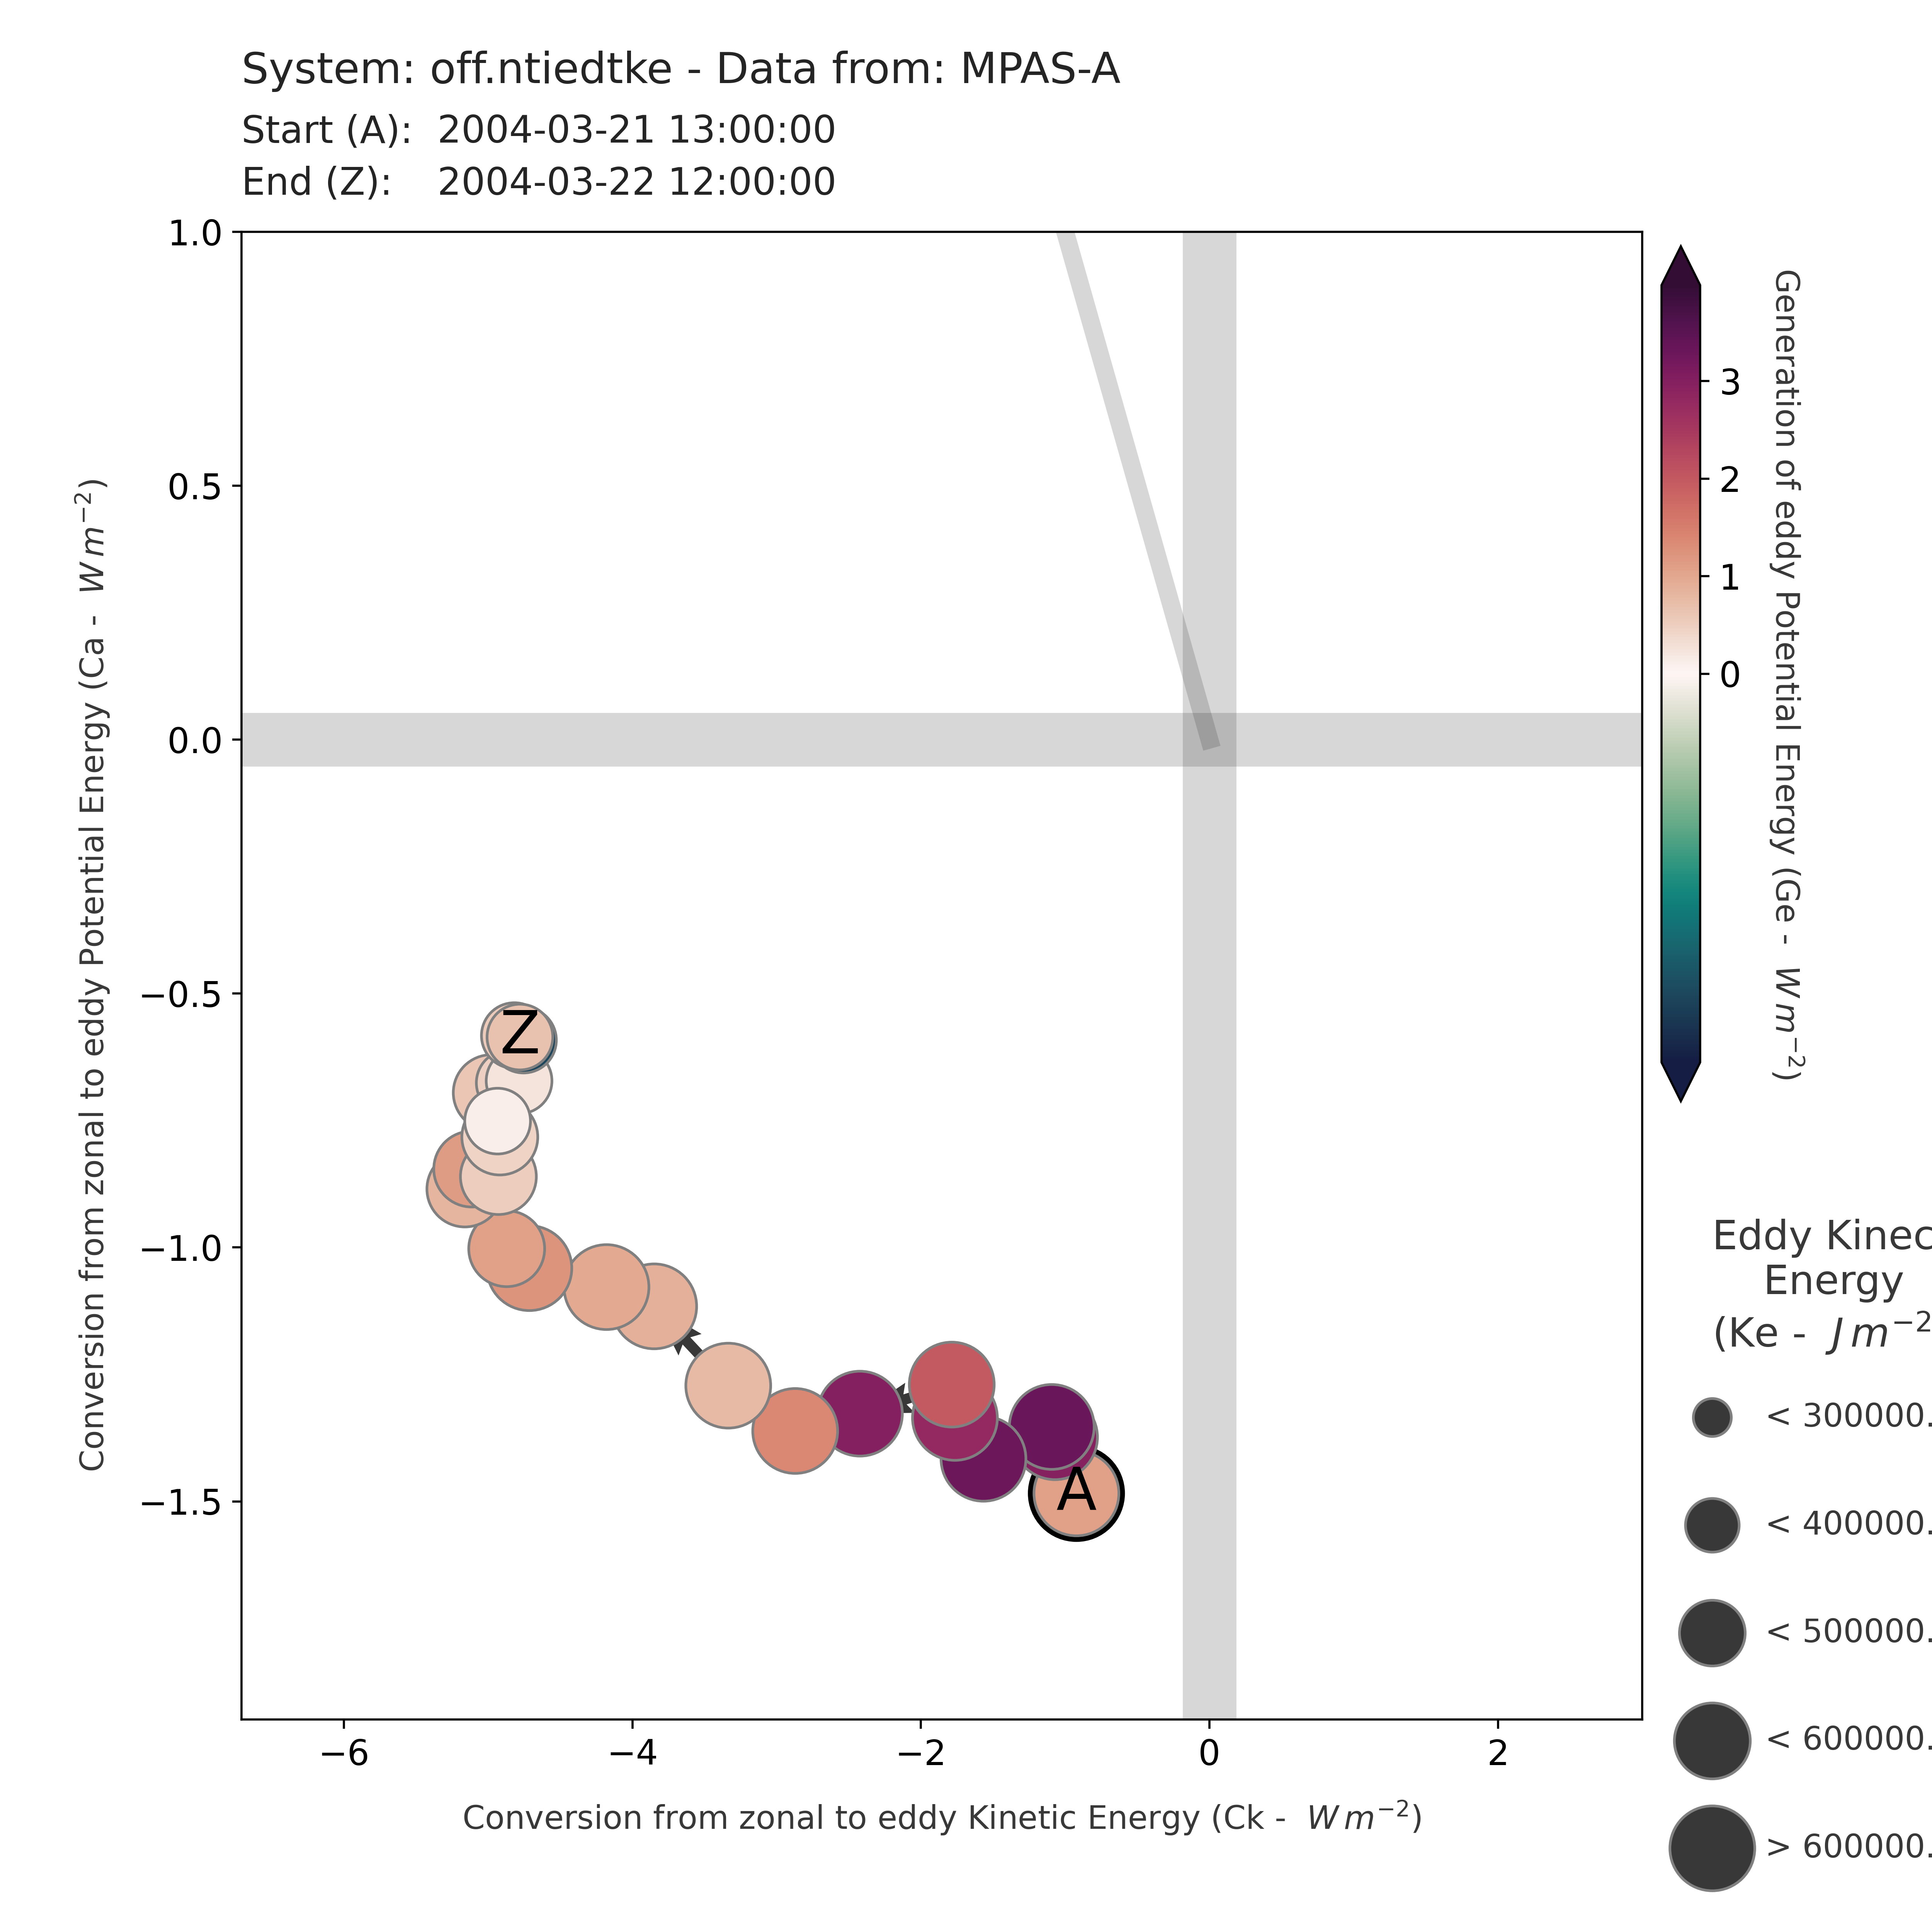 System: off.ntiedtke - Data from: MPAS-A
Start (A): 2004-03-21 13:00:00
End (Z): 2004-03-22 12:00:00
1.0
0.5
0.0
−0.5
−1.0
−1.5
Conversion from zonal to eddy Potential Energy (Ca - W m⁻²)
Z
A
−6
−4
−2
0
2
Conversion from zonal to eddy Kinetic Energy (Ck - W m⁻²)
3
2
1
0
Generation of eddy Potential Energy (Ge - W m⁻²)
Eddy Kinec
Energy
(Ke - J m⁻²
< 300000.
< 400000.
< 500000.
< 600000.
> 600000.